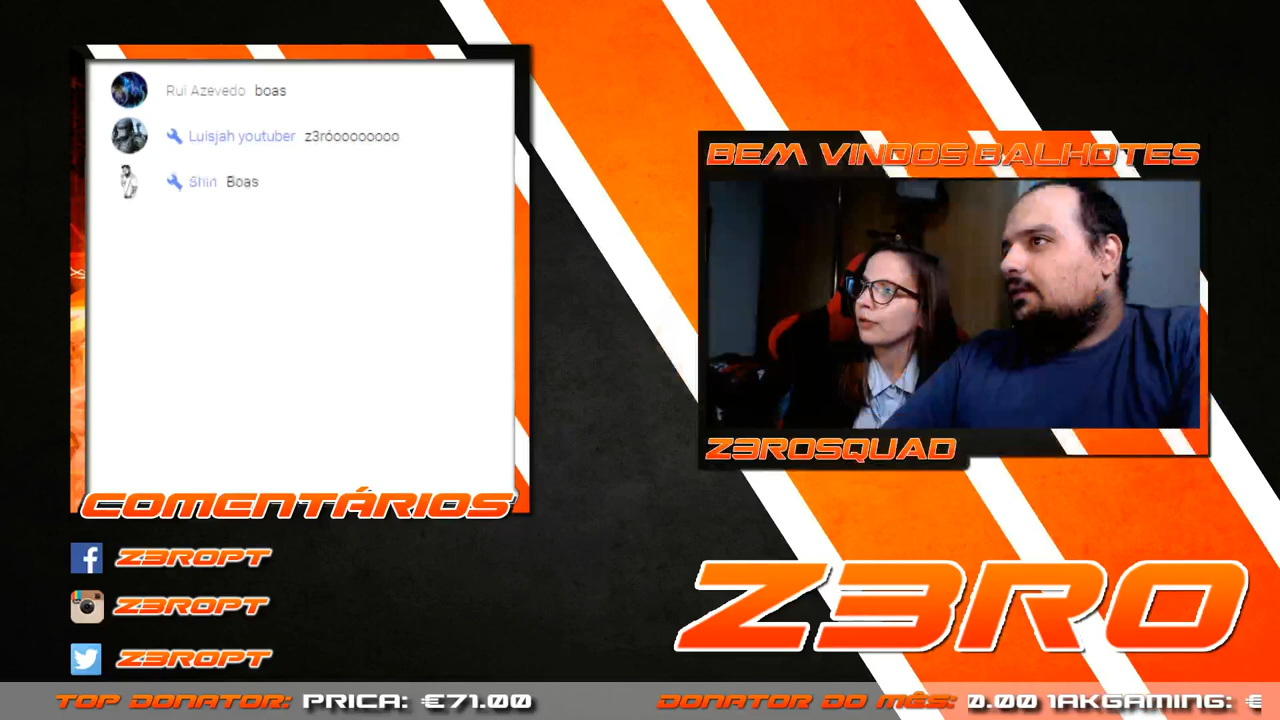 Rui Azevedo boas
Luisjah youtuber z3róooooooo
Shin Boas
COMENTÁRIOS
Z3ROPT
Z3ROPT
Z3ROPT
BEM VINDOS BALHOTES
Z3ROSQUAD
Z3RO
TOP DONATOR: PRICA: €71.00
DONATOR DO MÊS: 0.00 1AKGAMING: €